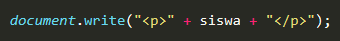 document.write("<p>" + siswa + "</p>");